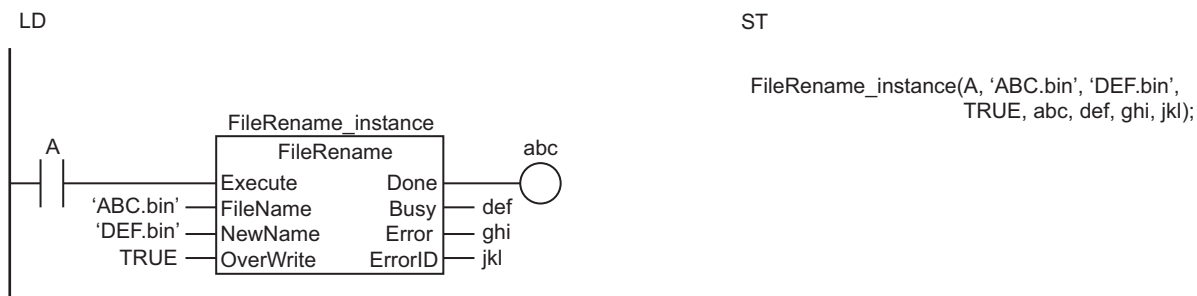 LD
ST
FileRename_instance(A, ‘ABC.bin’, ‘DEF.bin’,
TRUE, abc, def, ghi, jkl);
FileRename_instance
A
FileRename
abc
Execute Done
‘ABC.bin’ FileName Busy def
‘DEF.bin’ NewName Error ghi
TRUE OverWrite ErrorID jkl